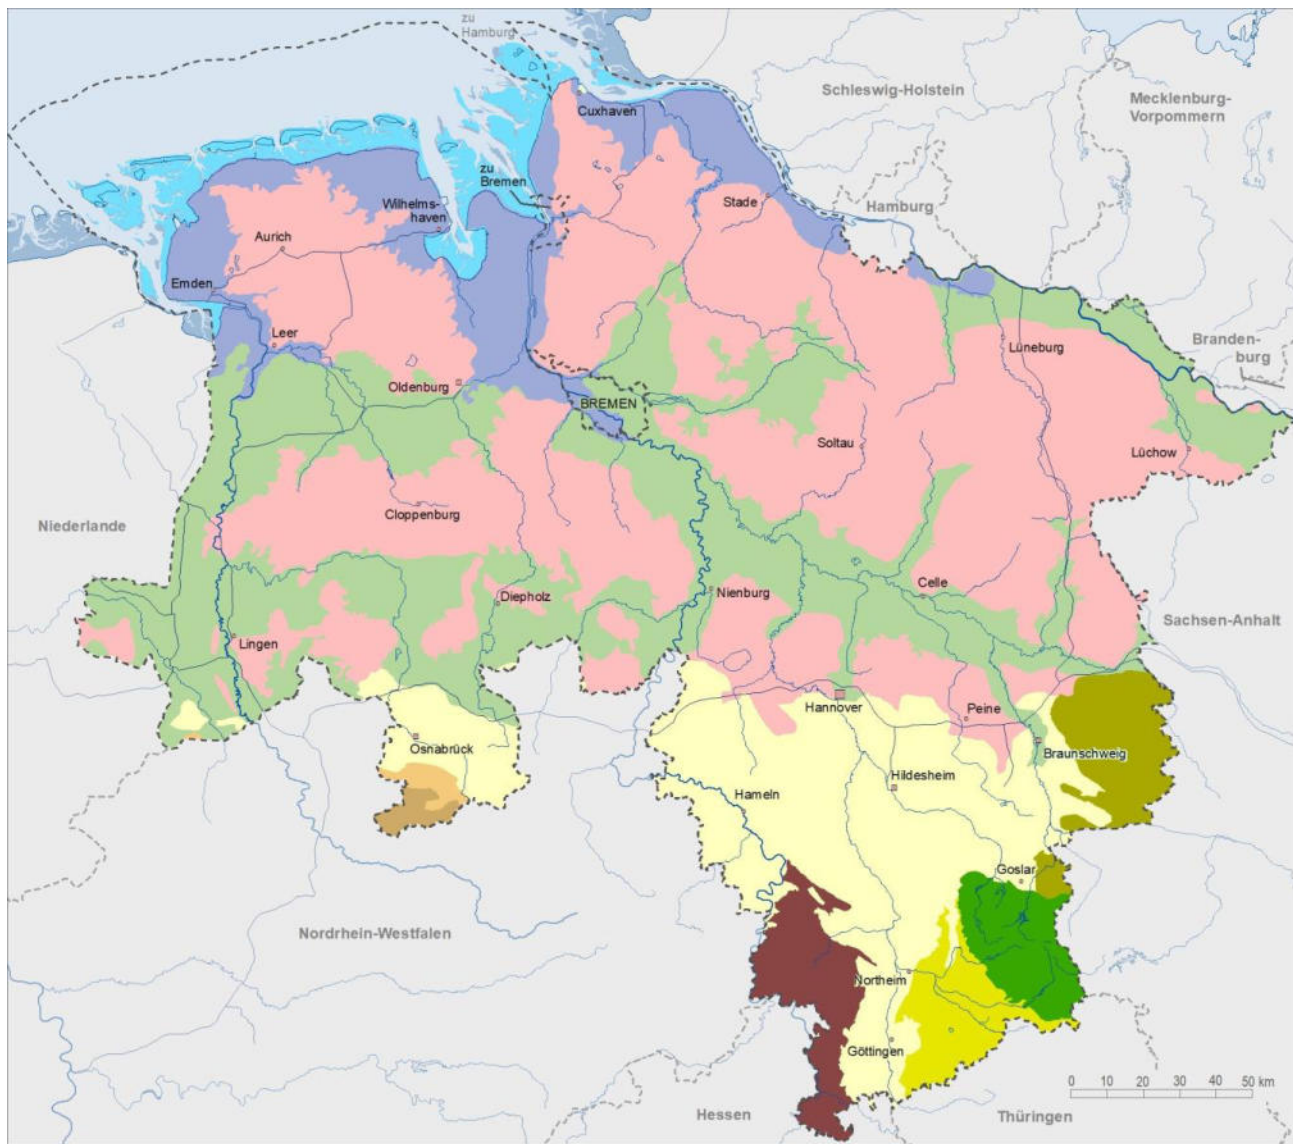 zu
Hamburg
Schleswig-Holstein
Mecklenburg-
Vorpommern
Cuxhaven
zu
Bremen
Wilhelms-
haven
Stade
Hamburg
Aurich
Emden
Leer
Lüneburg
Branden-
burg
Oldenburg
BREMEN
Soltau
Lüchow
Cloppenburg
Niederlande
Celle
Nienburg
Diepholz
Sachsen-Anhalt
Lingen
Hannover
Peine
Osnabrück
Braunschweig
Hildesheim
Hameln
Goslar
Nordrhein-Westfalen
Northeim
Göttingen
0 10 20 30 40 50 km
Hessen
Thüringen